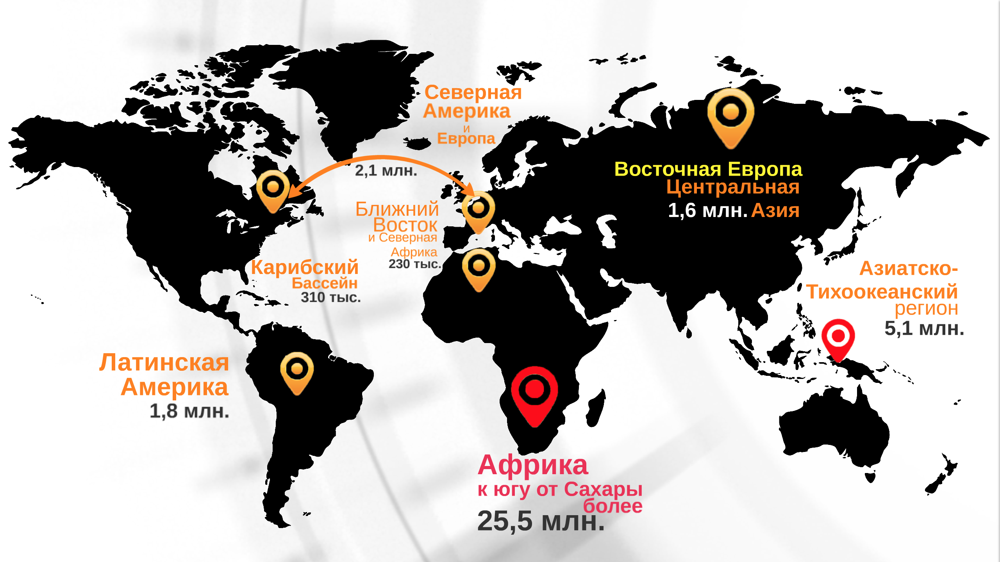 Северная
Америка
и
Европа
2,1 млн.
Восточная Европа
Центральная
1,6 млн. Азия
Ближний
Восток
и Северная
Африка
230 тыс.
Карибский
Бассейн
310 тыс.
Азиатско-
Тихоокеанский
регион
5,1 млн.
Латинская
Америка
1,8 млн.
Африка
к югу от Сахары
более
25,5 млн.